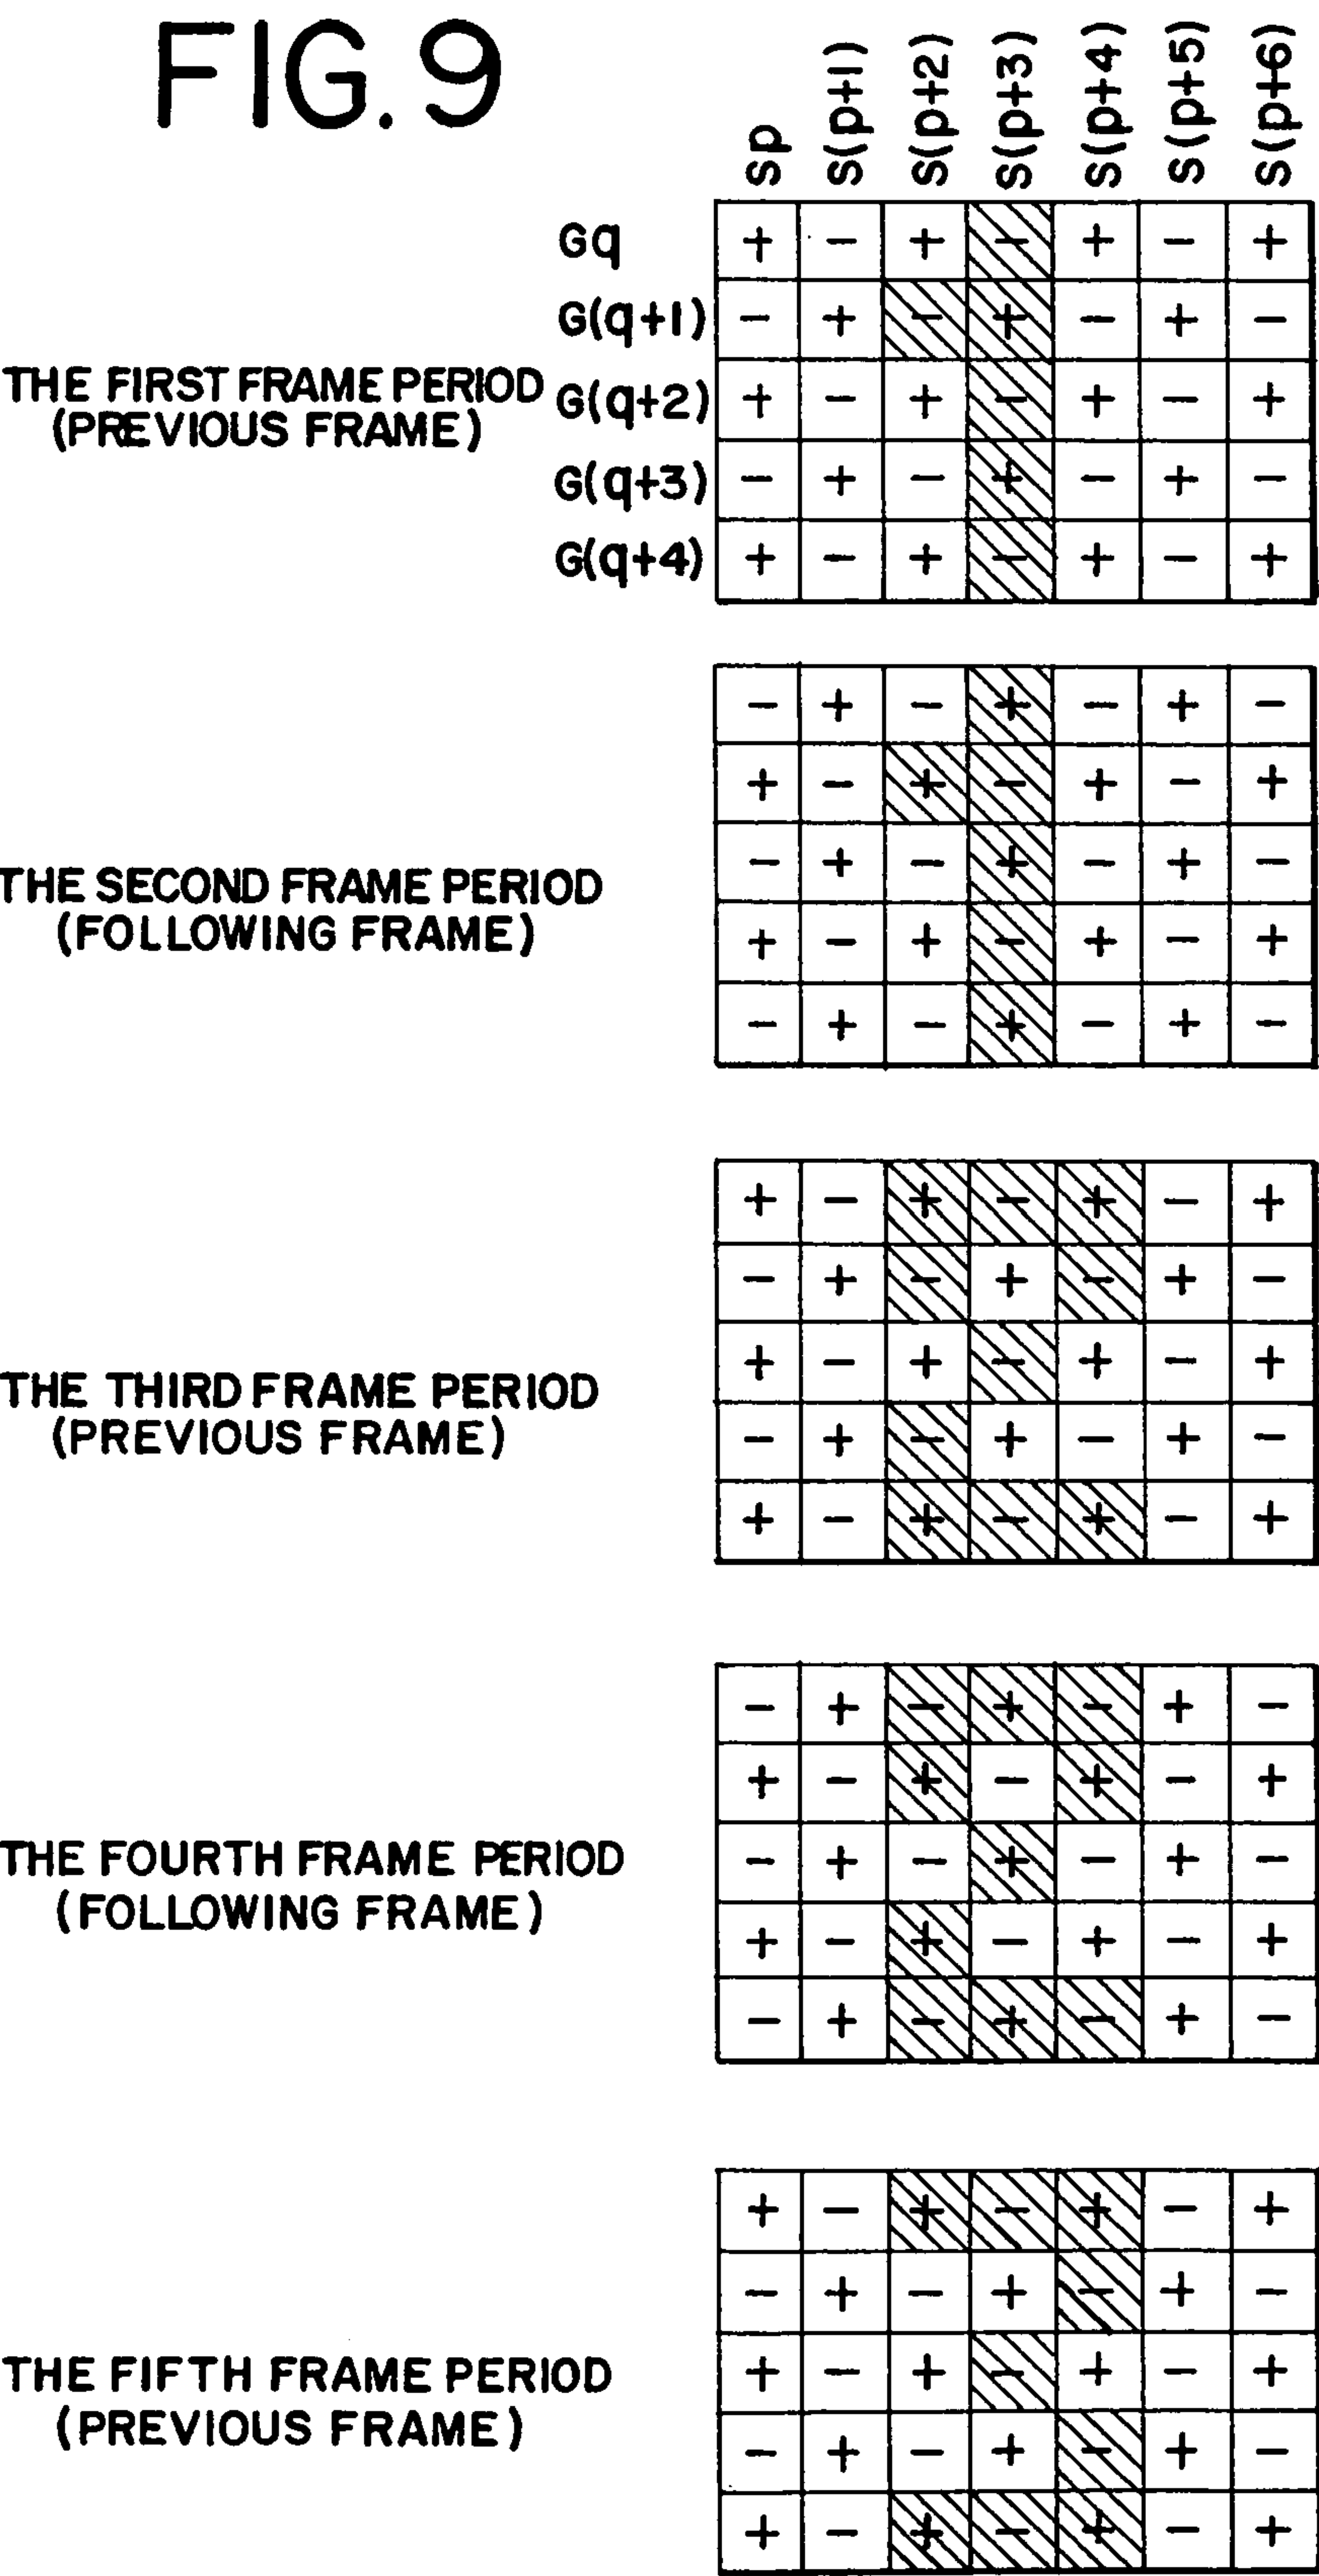 FIG. 9
Sp S(p+1) S(p+2) S(p+3) S(p+4) S(p+5) S(p+6)
Gq + - + - + - +
G(q+1) - + - + - + -
THE FIRST FRAME PERIOD
(PREVIOUS FRAME)
G(q+2) + - + - + - +
G(q+3) - + - + - + -
G(q+4) + - + - + - +
- + - + - + -
+ - + - + - +
- + - + - + -
+ - + - + - +
- + - + - + -
THE SECOND FRAME PERIOD
(FOLLOWING FRAME)
+ - + - + - +
- + - + - + -
+ - + - + - +
- + - + - + -
+ - + - + - +
THE THIRD FRAME PERIOD
(PREVIOUS FRAME)
- + - + - + -
+ - + - + - +
- + - + - + -
+ - + - + - +
- + - + - + -
THE FOURTH FRAME PERIOD
(FOLLOWING FRAME)
+ - + - + - +
- + - + - + -
+ - + - + - +
- + - + - + -
+ - + - + - +
THE FIFTH FRAME PERIOD
(PREVIOUS FRAME)